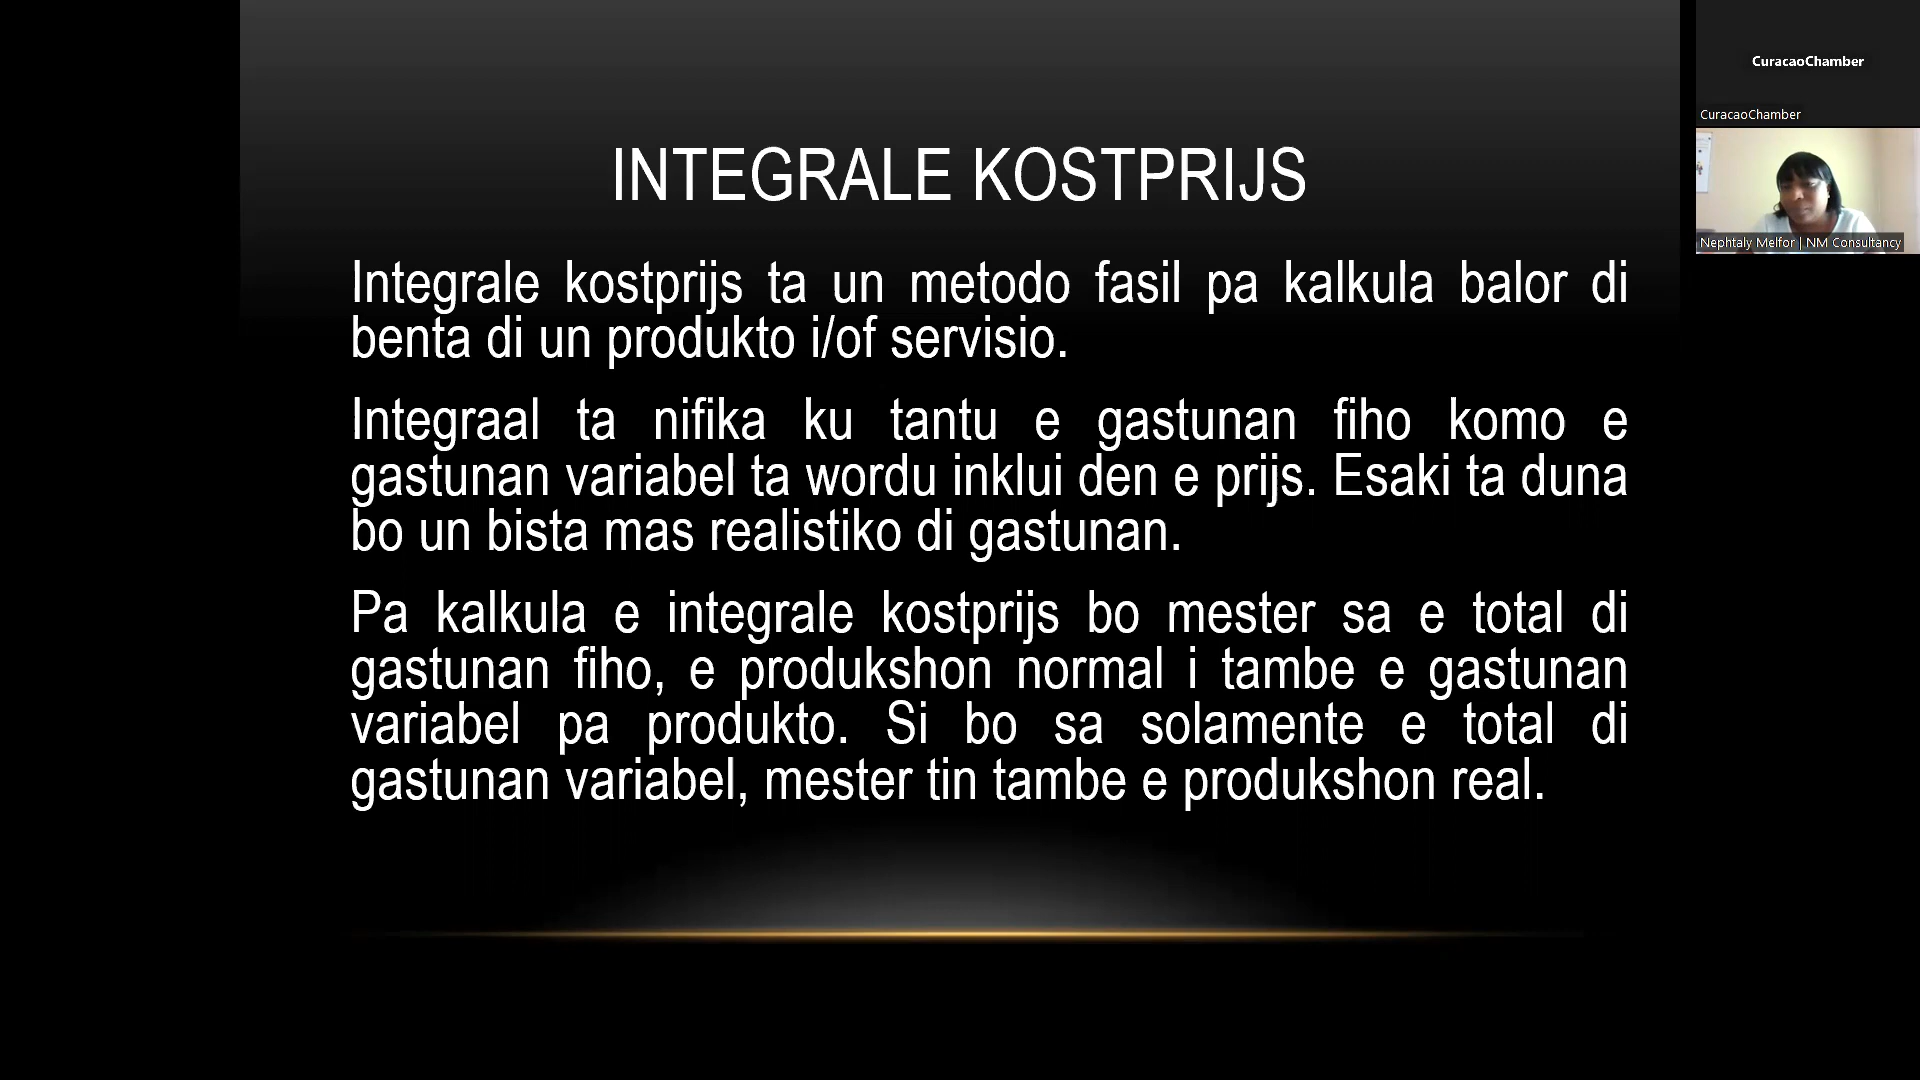 INTEGRALE KOSTPRIJS
Integrale kostprijs ta un metodo fasil pa kalkula balor di
benta di un produkto i/of servisio.
Integraal ta nifika ku tantu e gastunan fiho komo e
gastunan variabel ta wordu inklui den e prijs. Esaki ta duna
bo un bista mas realistiko di gastunan.
Pa kalkula e integrale kostprijs bo mester sa e total di
gastunan fiho, e produkshon normal i tambe e gastunan
variabel pa produkto. Si bo sa solamente e total di
gastunan variabel, mester tin tambe e produkshon real.
CuracaoChamber
CuracaoChamber
Nephtaly Melfor | NM Consultancy